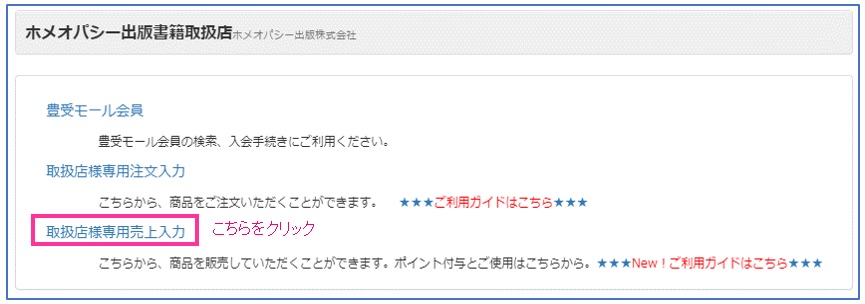 ホメオパシー出版書籍取扱店ホメオパシー出版株式会社
豊受モール会員
豊受モール会員の検索、入会手続きにご利用ください。
取扱店様専用注文入力
こちらから、商品をご注文いただくことができます。 ★★★ご利用ガイドはこちら★★★
取扱店様専用売上入力 こちらをクリック
こちらから、商品を販売していただくことができます。ポイント付与とご使用はこちらから。★★★New！ご利用ガイドはこちら★★★